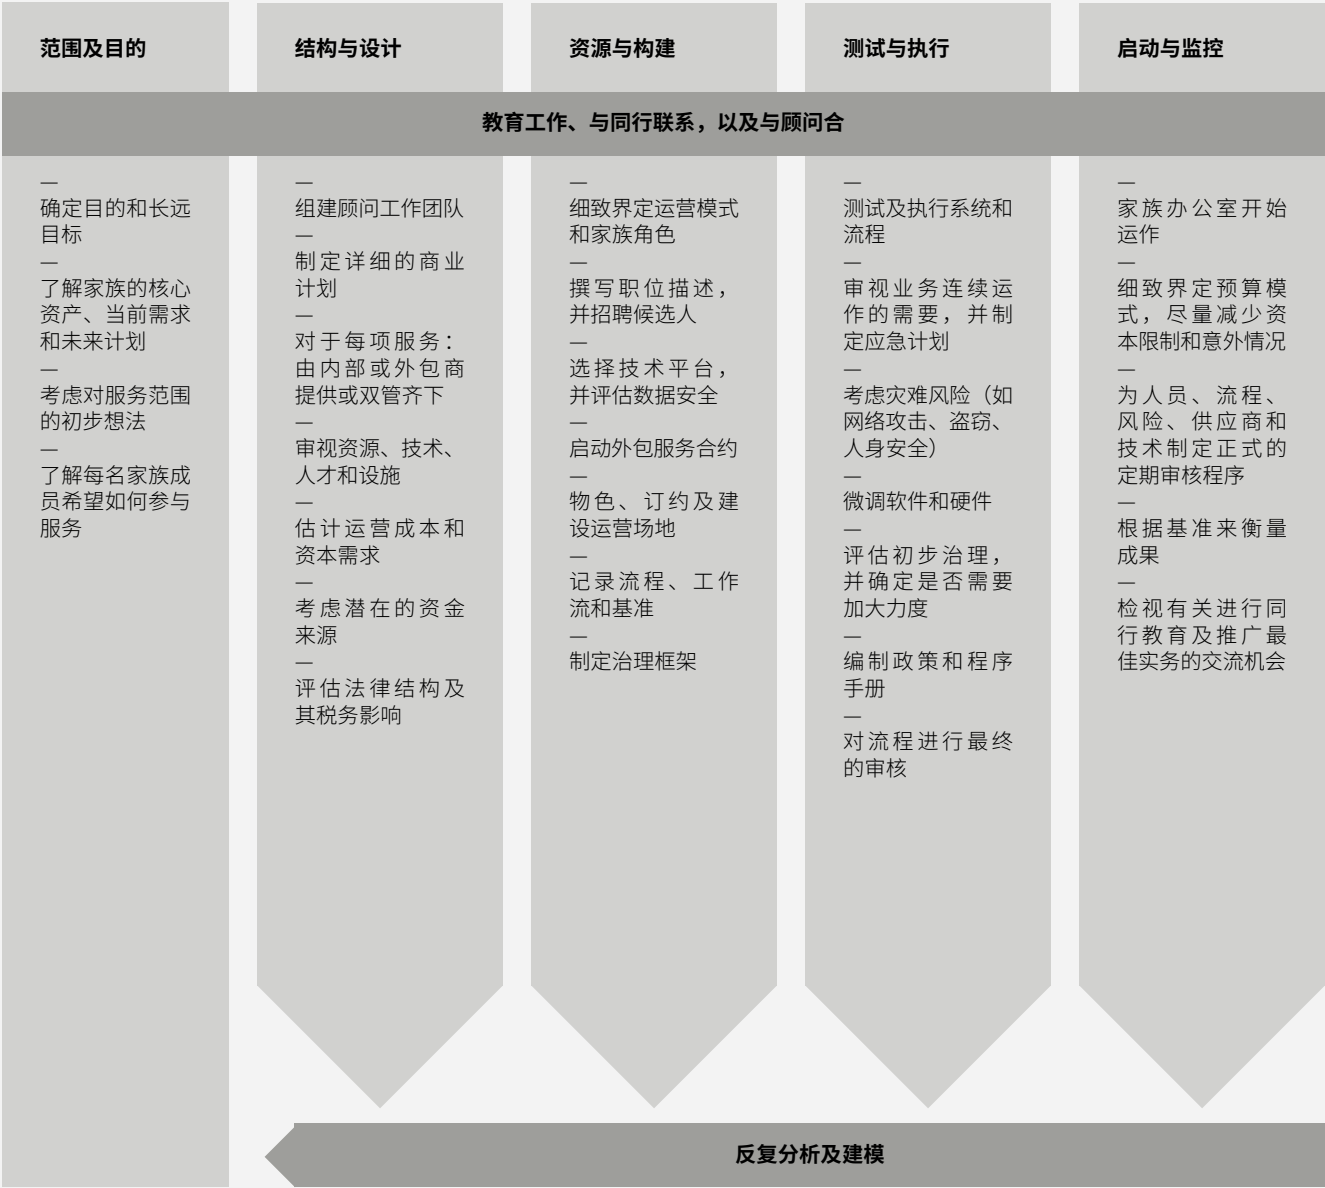 范围及目的
结构与设计
资源与构建
测试与执行
启动与监控
教育工作、与同行联系，以及与顾问合
—
确定目的和长远
目标
—
了解家族的核心
资产、当前需求
和未来计划
—
考虑对服务范围
的初步想法
—
了解每名家族成
员希望如何参与
服务
—
组建顾问工作团队
—
制定详细的商业
计划
—
对于每项服务：
由内部或外包商
提供或双管齐下
—
审视资源、技术、
人才和设施
—
估计运营成本和
资本需求
—
考虑潜在的资金
来源
—
评估法律结构及
其税务影响
—
细致界定运营模式
和家族角色
—
撰写职位描述，
并招聘候选人
—
选择技术平台，
并评估数据安全
—
启动外包服务合约
—
物色、订约及建
设运营场地
—
记录流程、工作
流和基准
—
制定治理框架
—
测试及执行系统和
流程
—
审视业务连续运
作的需要，并制
定应急计划
—
考虑灾难风险（如
网络攻击、盗窃、
人身安全）
—
微调软件和硬件
—
评估初步治理，
并确定是否需要
加大力度
—
编制政策和程序
手册
—
对流程进行最终
的审核
—
家族办公室开始
运作
—
细致界定预算模
式，尽量减少资
本限制和意外情况
—
为人员、流程、
风险、供应商和
技术制定正式的
定期审核程序
—
根据基准来衡量
成果
—
检视有关进行同
行教育及推广最
佳实务的交流机会
反复分析及建模